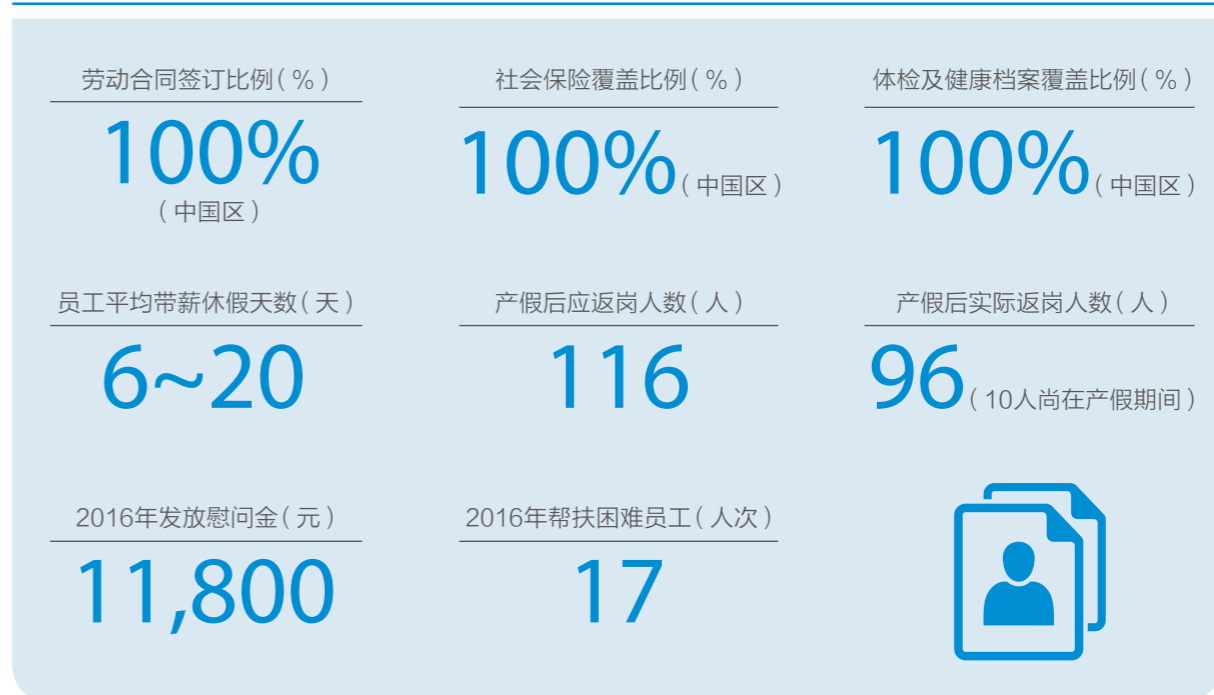 劳动合同签订比例（%）
100%
（中国区）
社会保险覆盖比例（%）
100%（中国区）
体检及健康档案覆盖比例（%）
100%（中国区）
员工平均带薪休假天数（天）
6~20
产假后应返岗人数（人）
116
产假后实际返岗人数（人）
96（10人尚在产假期间）
2016年发放慰问金（元）
11,800
2016年帮扶困难员工（人次）
17